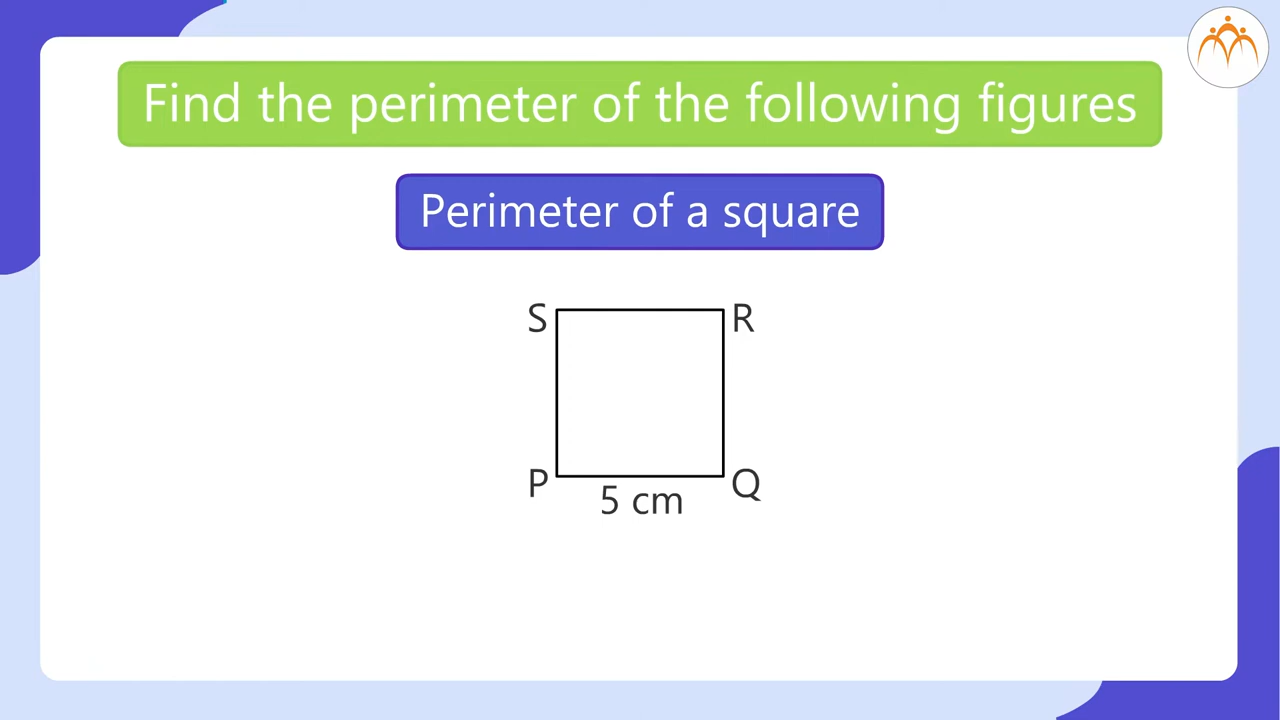 Find the perimeter of the following figures
Perimeter of a square
S R
P Q
5 cm